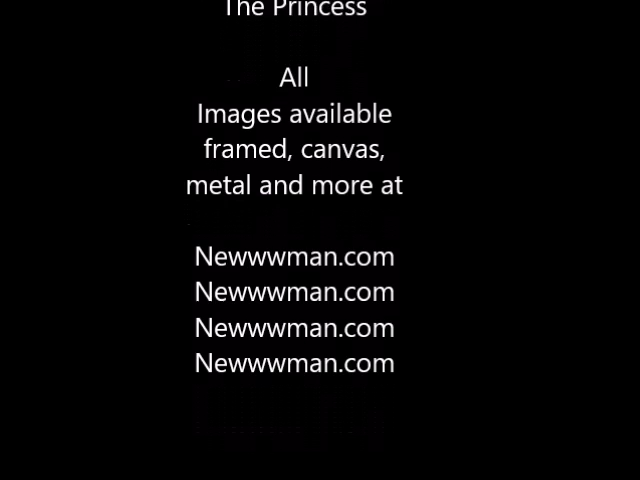 The Princess
All
Images available
framed, canvas,
metal and more at
Newwwman.com
Newwwman.com
Newwwman.com
Newwwman.com